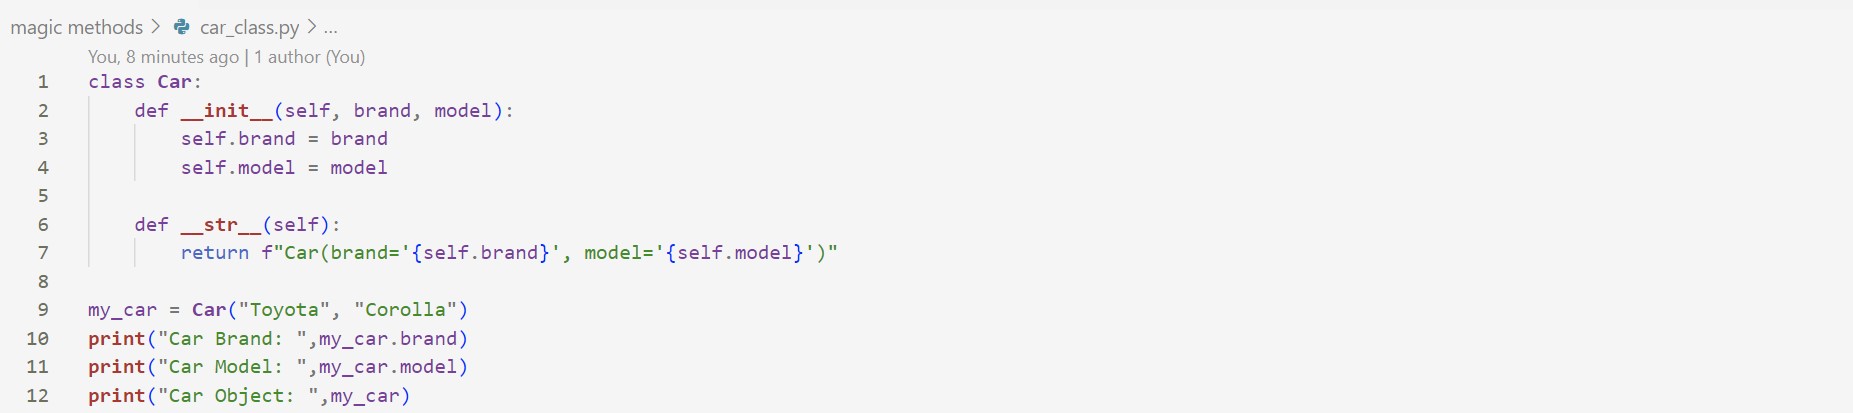 magic methods > car_class.py > ...
You, 8 minutes ago | 1 author (You)
1 class Car:
2     def __init__(self, brand, model):
3         self.brand = brand
4         self.model = model
5
6     def __str__(self):
7         return f"Car(brand='{self.brand}', model='{self.model}')"
8
9 my_car = Car("Toyota", "Corolla")
10 print("Car Brand: ",my_car.brand)
11 print("Car Model: ",my_car.model)
12 print("Car Object: ",my_car)